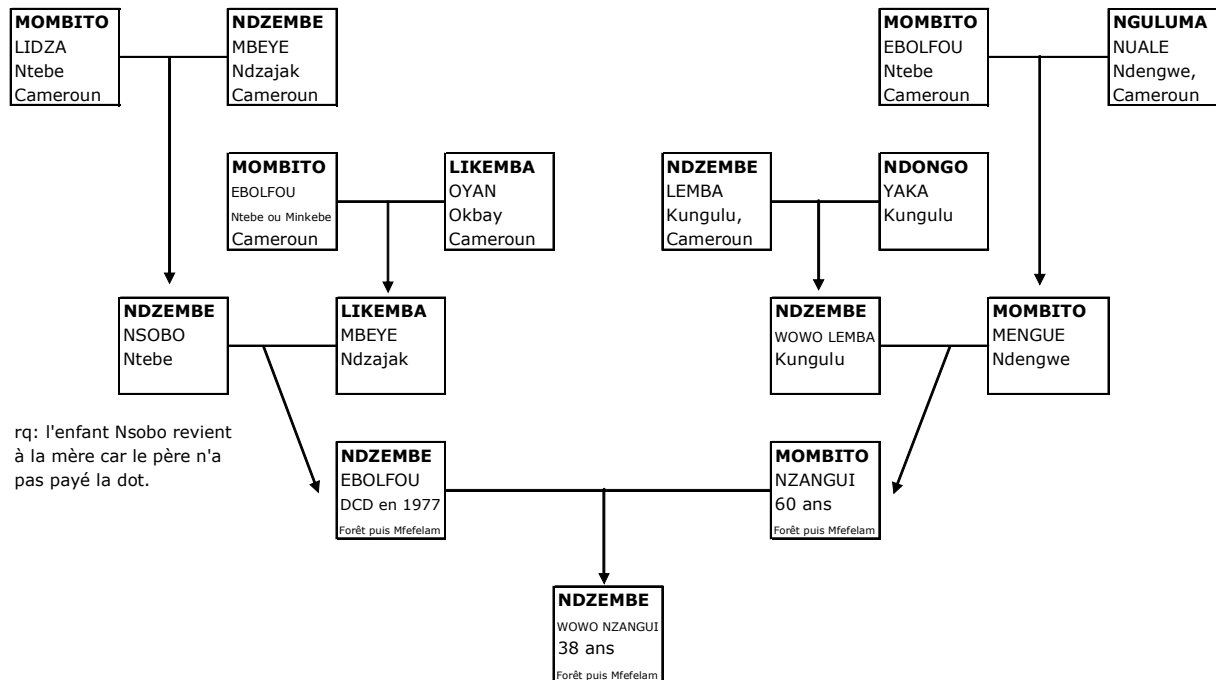 MOMBITO
LIDZA
Ntebe
Cameroun
NDZEMBE
MBEYE
Ndzajak
Cameroun
MOMBITO
EBOLFOU
Ntebe
Cameroun
NGULUMA
NUALE
Ndengwe,
Cameroun
MOMBITO
EBOLFOU
Ntebe ou Minkebe
Cameroun
LIKEMBA
OYAN
Okbay
Cameroun
NDZEMBE
LEMBA
Kungulu,
Cameroun
NDONGO
YAKA
Kungulu
NDZEMBE
NSOBO
Ntebe
LIKEMBA
MBEYE
Ndzajak
NDZEMBE
WOWO LEMBA
Kungulu
MOMBITO
MENGUE
Ndengwe
rq: l'enfant Nsobo revient
à la mère car le père n'a
pas payé la dot.
NDZEMBE
EBOLFOU
DCD en 1977
Forêt puis Mfefelam
MOMBITO
NZANGUI
60 ans
Forêt puis Mfefelam
NDZEMBE
WOWO NZANGUI
38 ans
Forêt puis Mfefelam